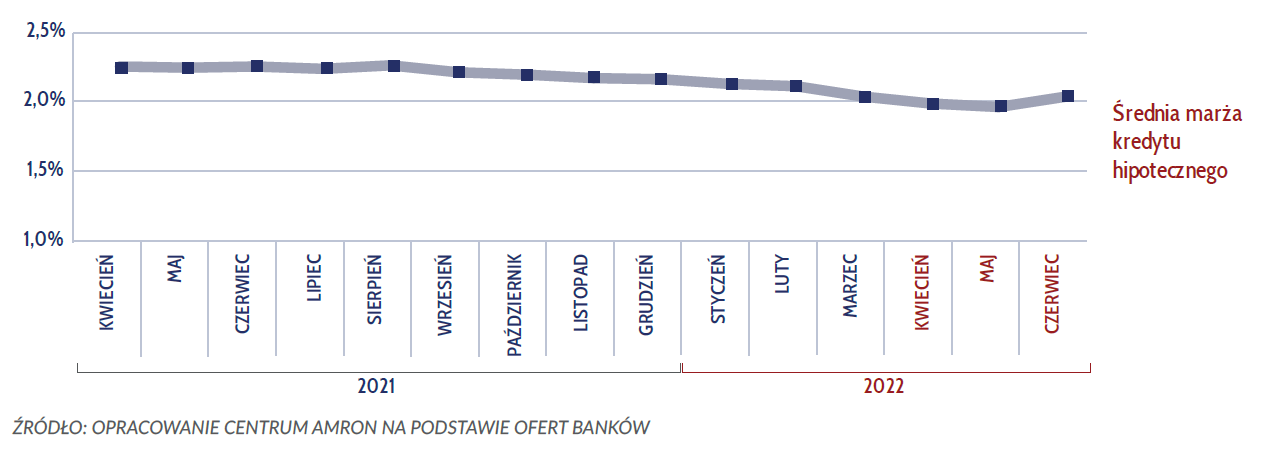 2,5%
2,0%
1,5%
1,0%
Średnia marża
kredytu
hipotecznego
KWIECIEŃ
MAJ
CZERWIEC
LIPIEC
SIERPIEŃ
WRZESIEŃ
PAŹDZIERNIK
LISTOPAD
GRUDZIEŃ
STYCZEŃ
LUTY
MARZEC
KWIECIEŃ
MAJ
CZERWIEC
2021
2022
ŹRÓDŁO: OPRACOWANIE CENTRUM AMRON NA PODSTAWIE OFERT BANKÓW